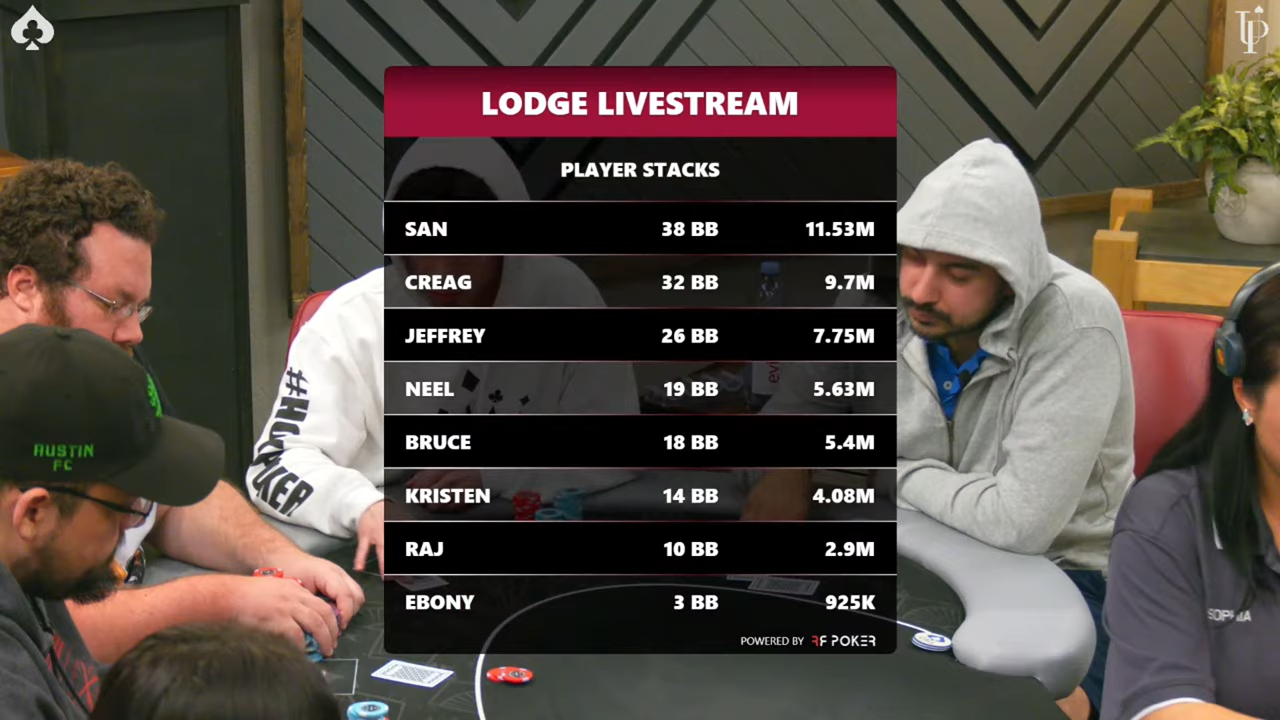 LODGE LIVESTREAM
PLAYER STACKS
SAN 38 BB 11.53M
CREAG 32 BB 9.7M
JEFFREY 26 BB 7.75M
NEEL 19 BB 5.63M
BRUCE 18 BB 5.4M
KRISTEN 14 BB 4.08M
RAJ 10 BB 2.9M
EBONY 3 BB 925K
POWERED BY RF POKER
AUSTIN
FC